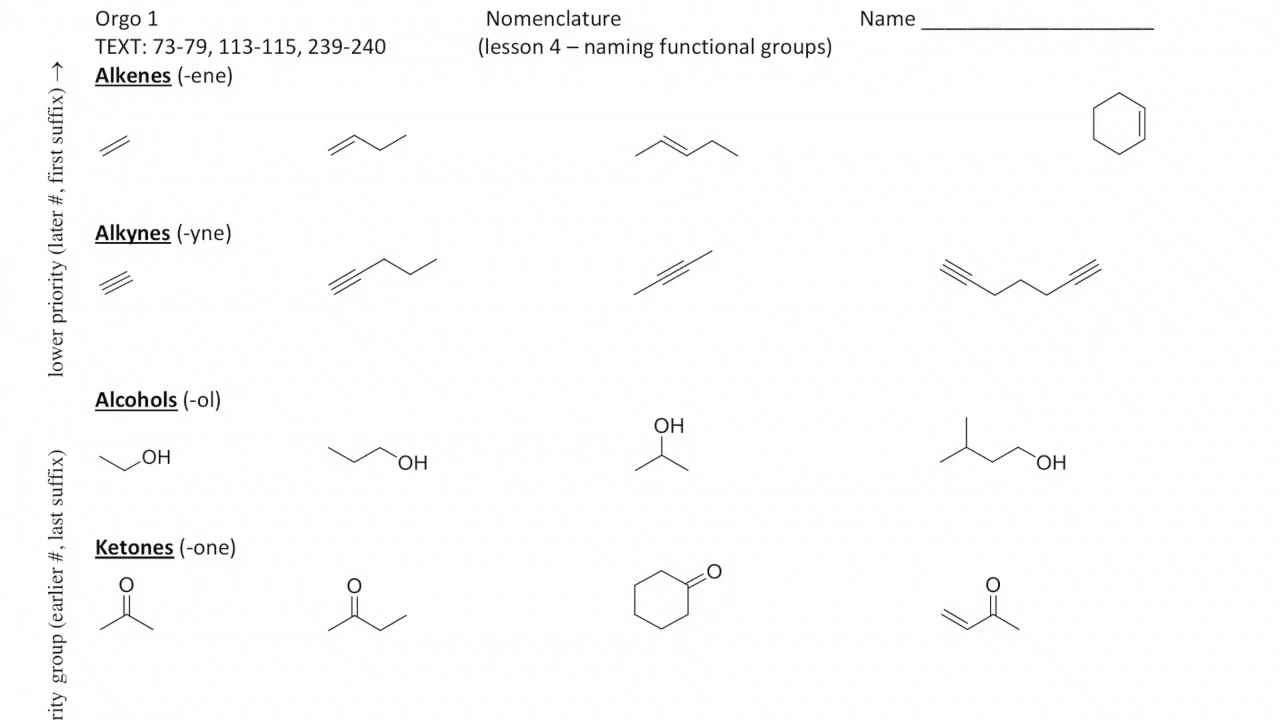 Orgo 1 Nomenclature Name ____________________
TEXT: 73-79, 113-115, 239-240 (lesson 4 – naming functional groups)
lower priority (later #, first suffix) →
Alkenes (-ene)
Alkynes (-yne)
Alcohols (-ol)
OH
OH
OH
OH
group (earlier #, last suffix)
Ketones (-one)
O
O
O
O